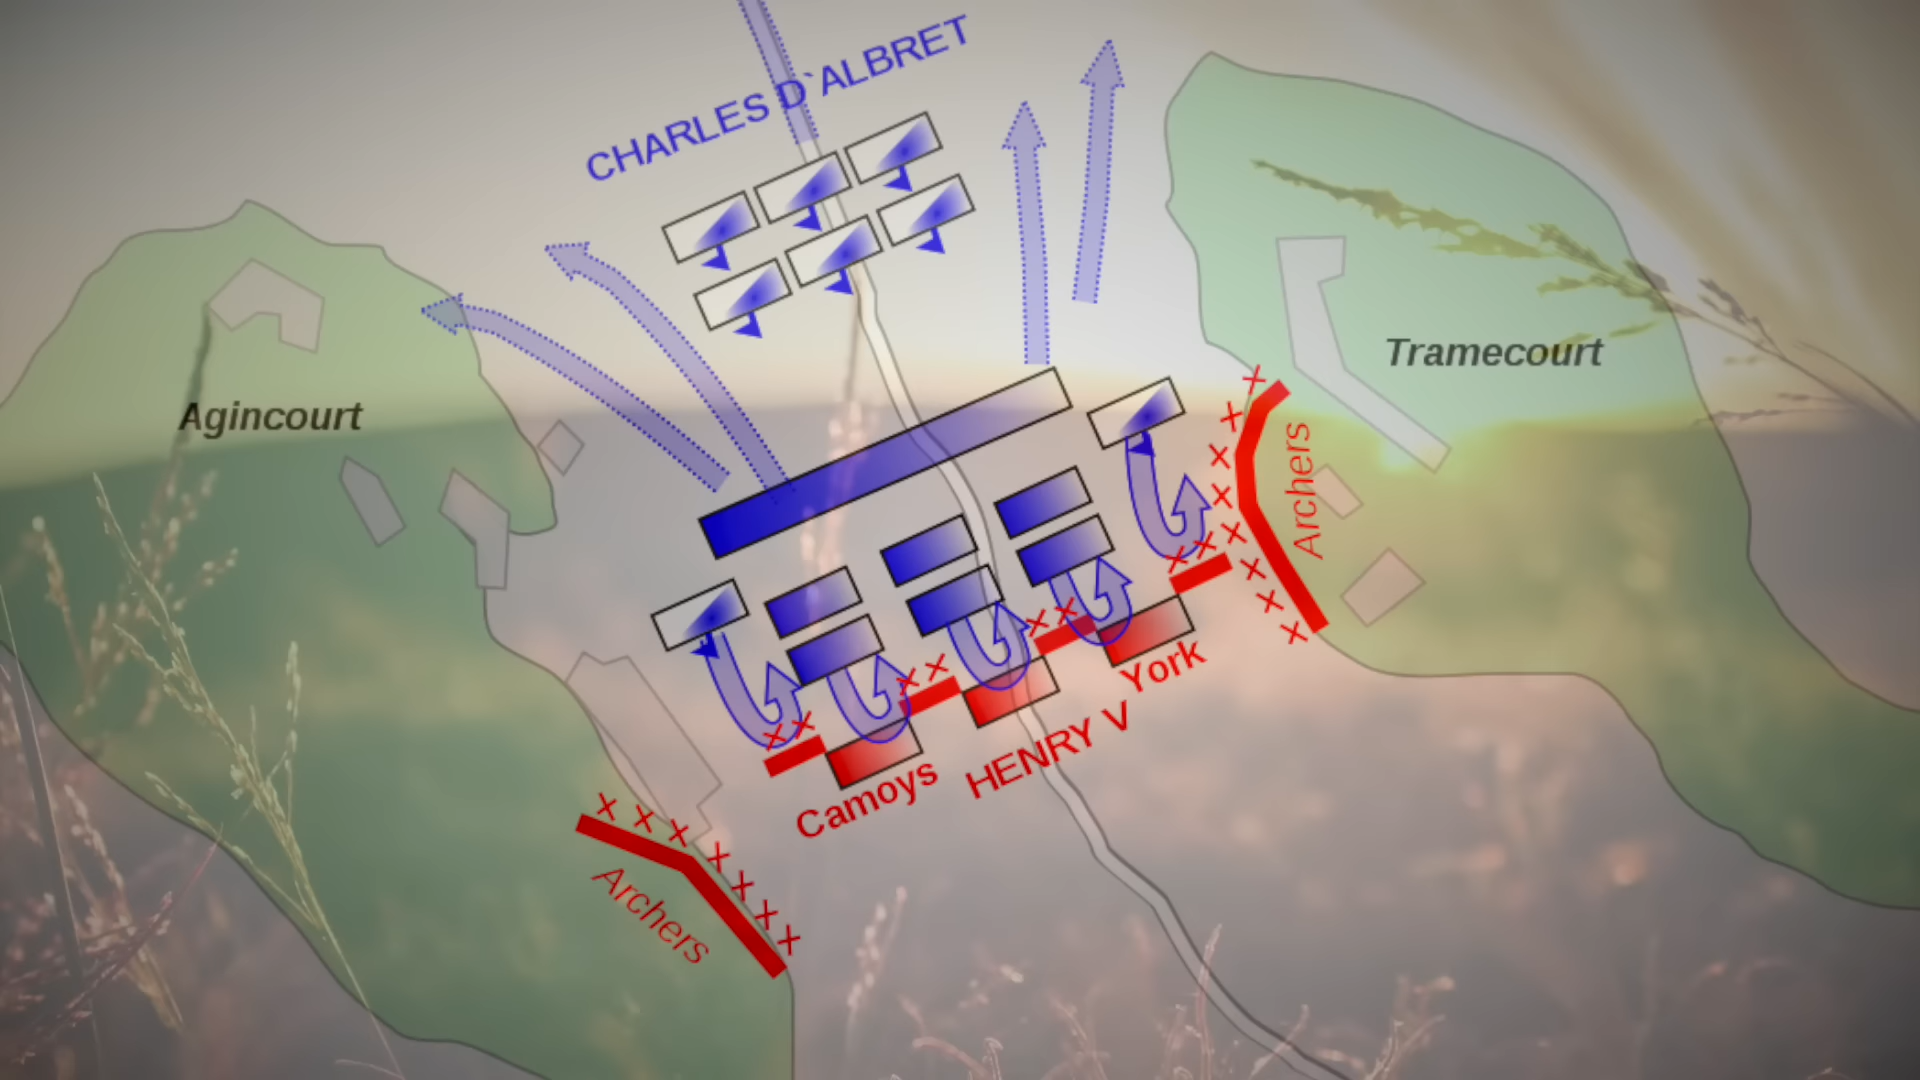 CHARLES D`ALBRET
Tramecourt
Agincourt
Archers
York
HENRY V
Camoys
Archers